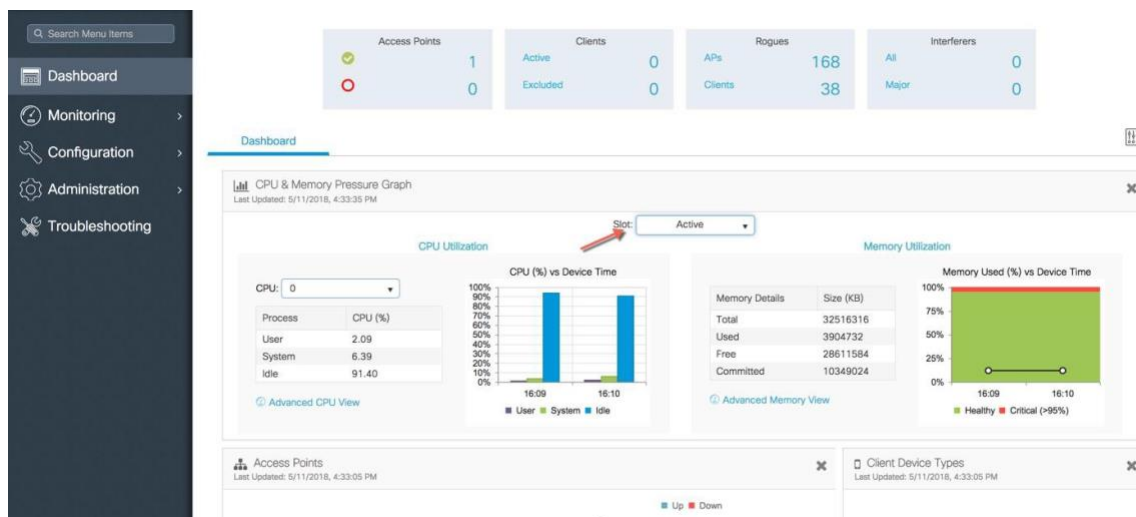 Search Menu Items
Dashboard
Monitoring
Configuration
Administration
Troubleshooting
Access Points
1
0
Clients
Active 0
Excluded 0
Rogues
APs 168
Clients 38
Interferers
All 0
Major 0
Dashboard
CPU & Memory Pressure Graph
Last Updated: 5/11/2018, 4:33:35 PM
Slot: Active
CPU Utilization
CPU: 0
Process CPU (%)
User 2.09
System 6.39
Idle 91.40
Advanced CPU View
CPU (%) vs Device Time
100%
90%
80%
70%
60%
50%
40%
30%
20%
10%
0%
16:09 16:10
User System Idle
Memory Utilization
Memory Details Size (KB)
Total 32516316
Used 3904732
Free 28611584
Committed 10349024
Advanced Memory View
Memory Used (%) vs Device Time
100%
75%
50%
25%
0%
16:09 16:10
Healthy Critical (>95%)
Access Points
Last Updated: 5/11/2018, 4:33:05 PM
Up Down
Client Device Types
Last Updated: 5/11/2018, 4:33:05 PM